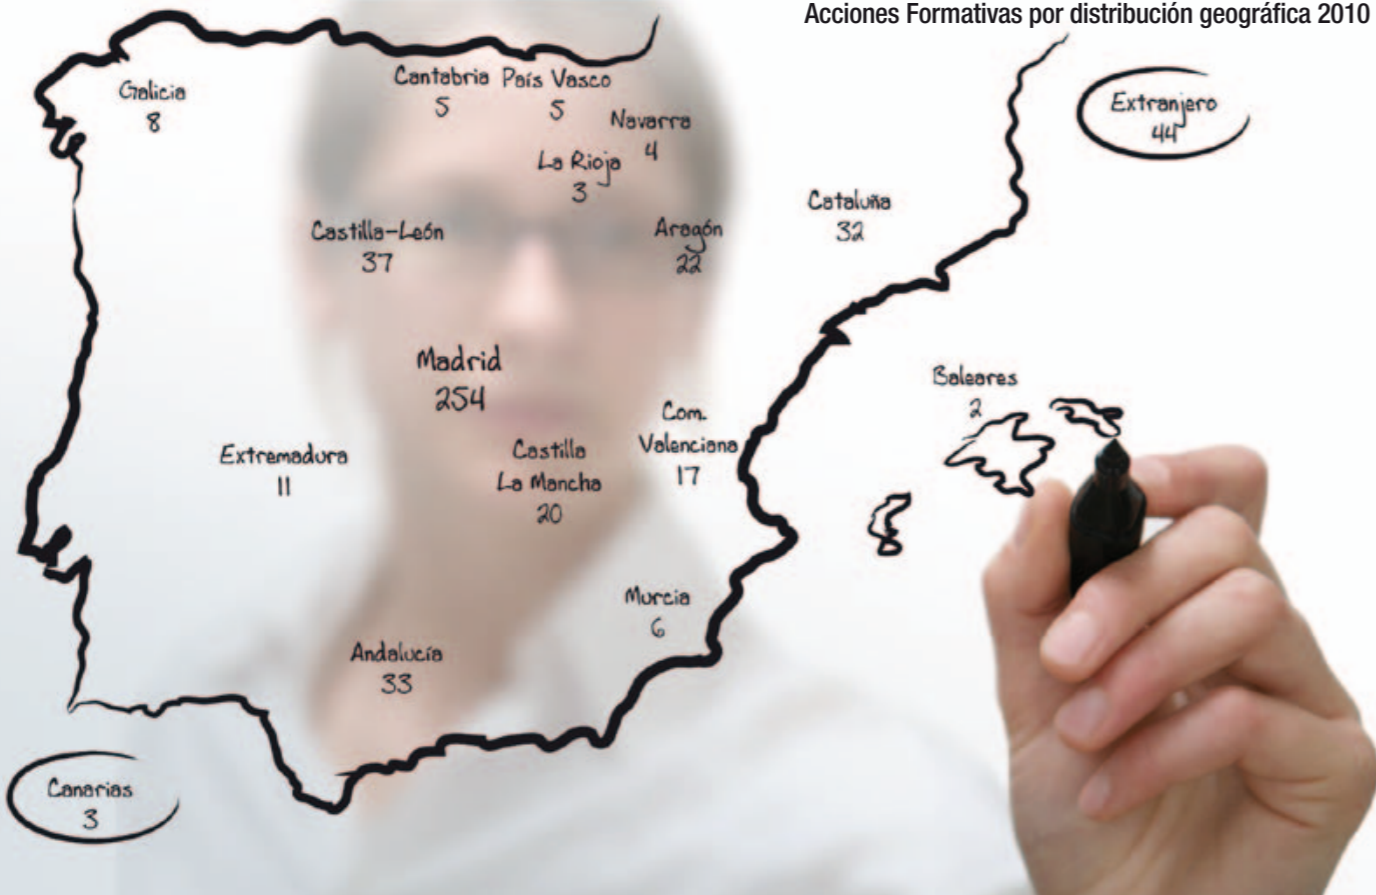 Acciones Formativas por distribución geográfica 2010
Galicia
8
Cantabria
5
País Vasco
5
Navarra
4
La Rioja
3
Extranjero
44
Castilla-León
37
Aragón
22
Cataluña
32
Madrid
254
Baleares
2
Extremadura
11
Castilla
La Mancha
20
Com.
Valenciana
17
Murcia
6
Andalucía
33
Canarias
3